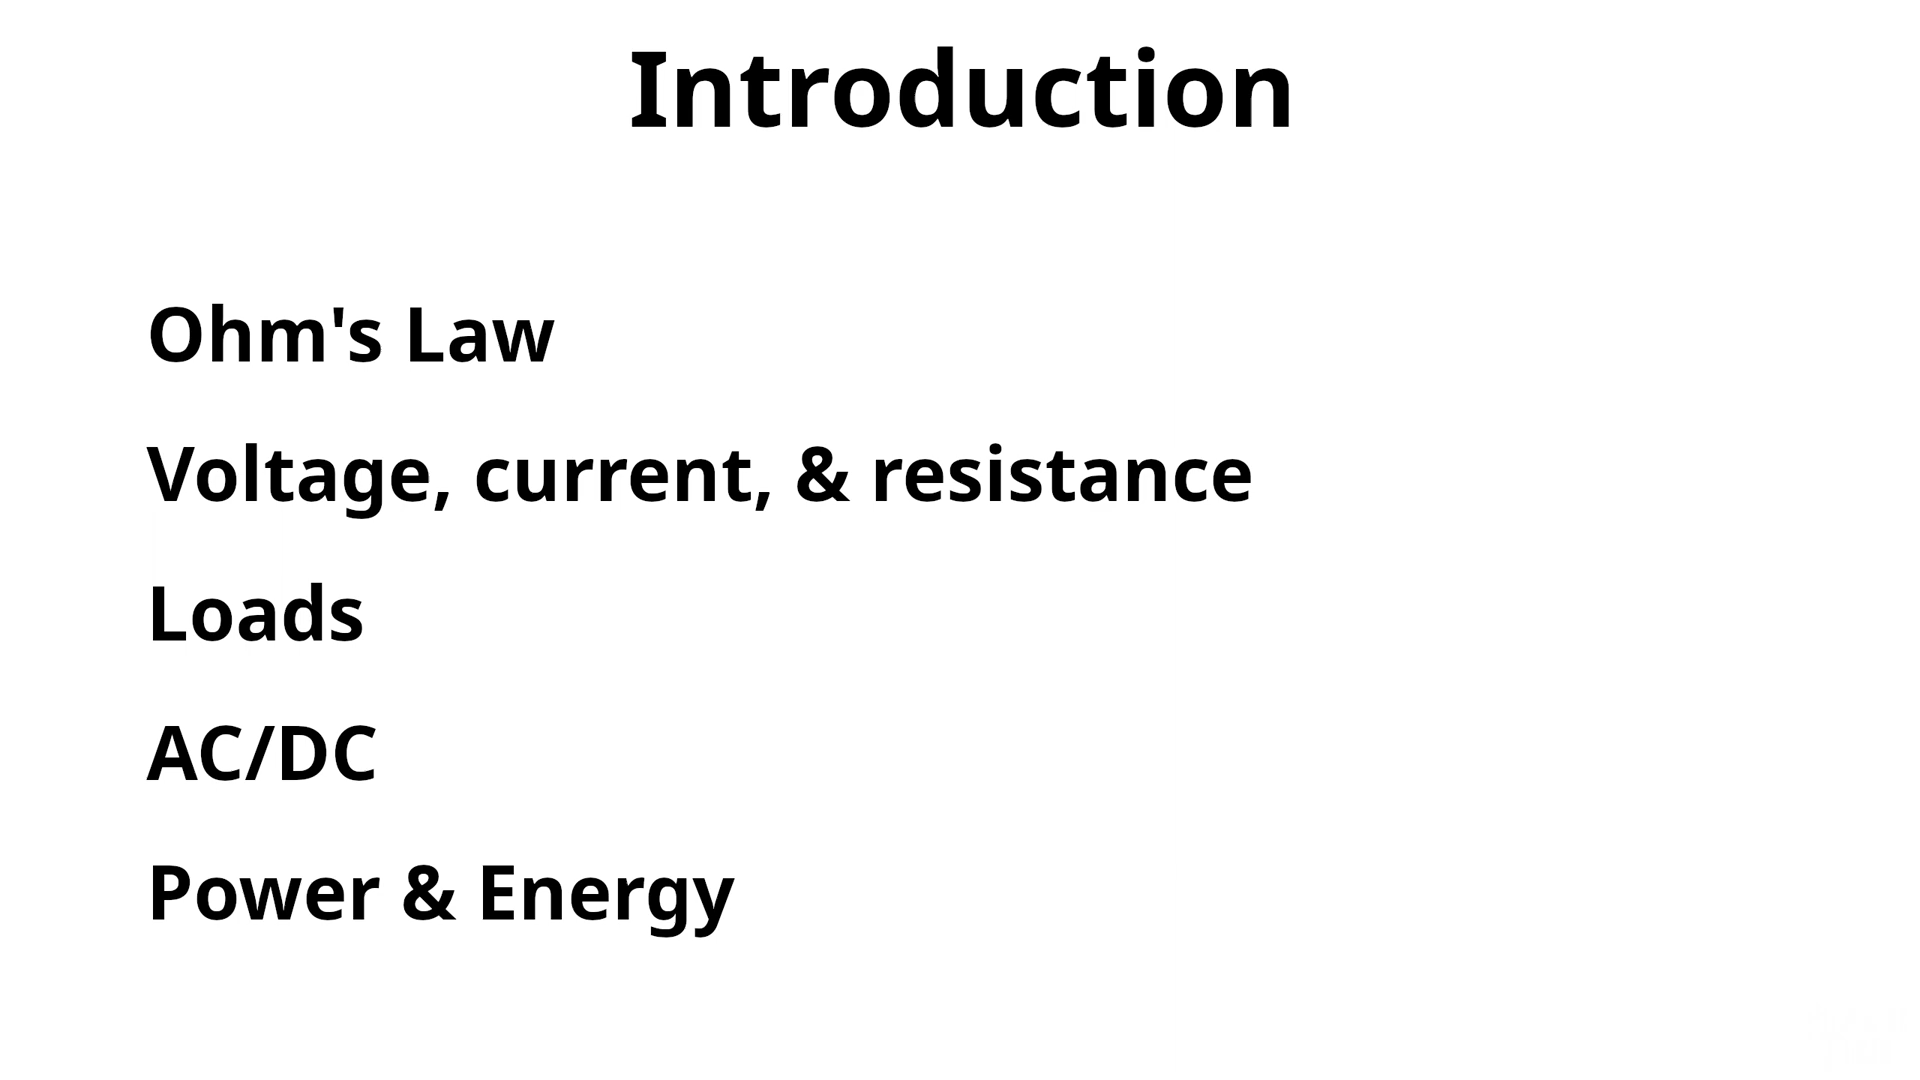 Introduction
Ohm's Law
Voltage, current, & resistance
Loads
AC/DC
Power & Energy